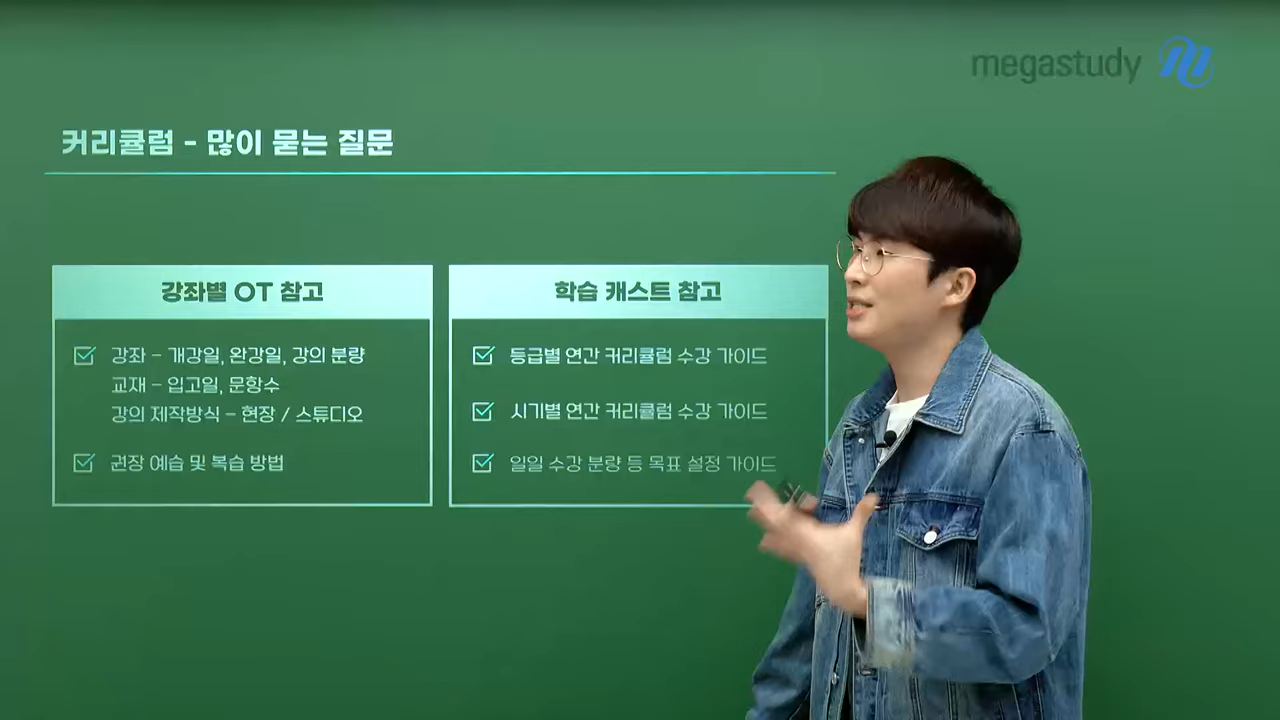 megastudy
커리큘럼 - 많이 묻는 질문
강좌별 OT 참고
강좌 - 개강일, 완강일, 강의 분량
교재 - 입고일, 문항수
강의 제작방식 - 현장 / 스튜디오
권장 예습 및 복습 방법
학습 캐스트 참고
등급별 연간 커리큘럼 수강 가이드
시기별 연간 커리큘럼 수강 가이드
일일 수강 분량 등 목표 설정 가이드